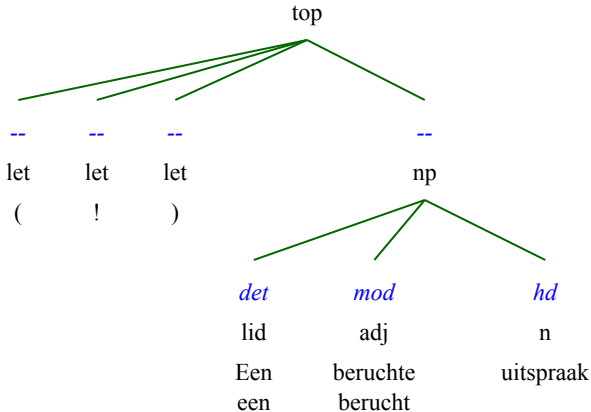 top
-- -- -- --
let let let np
( ! )
det mod hd
lid adj n
Een beruchte uitspraak
een berucht